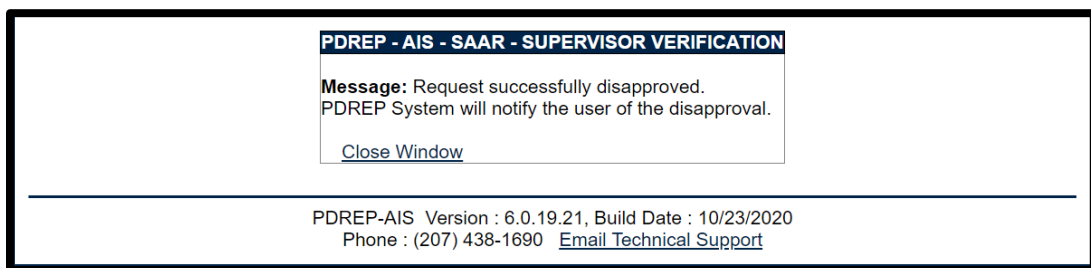 PDREP - AIS - SAAR - SUPERVISOR VERIFICATION
Message: Request successfully disapproved.
PDREP System will notify the user of the disapproval.
Close Window
PDREP-AIS Version : 6.0.19.21, Build Date : 10/23/2020
Phone : (207) 438-1690 Email Technical Support